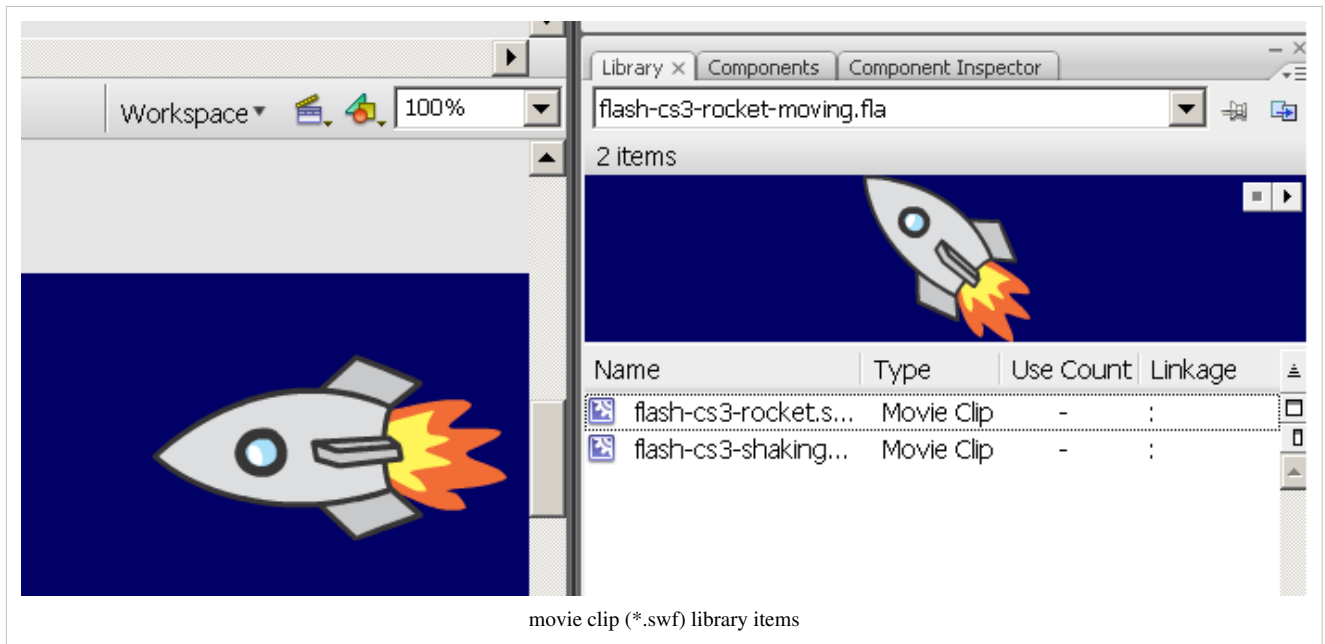 Workspace 100%
Library × Components Component Inspector
flash-cs3-rocket-moving.fla
2 items
Name Type Use Count Linkage
flash-cs3-rocket.s... Movie Clip - :
flash-cs3-shaking... Movie Clip - :
movie clip (*.swf) library items